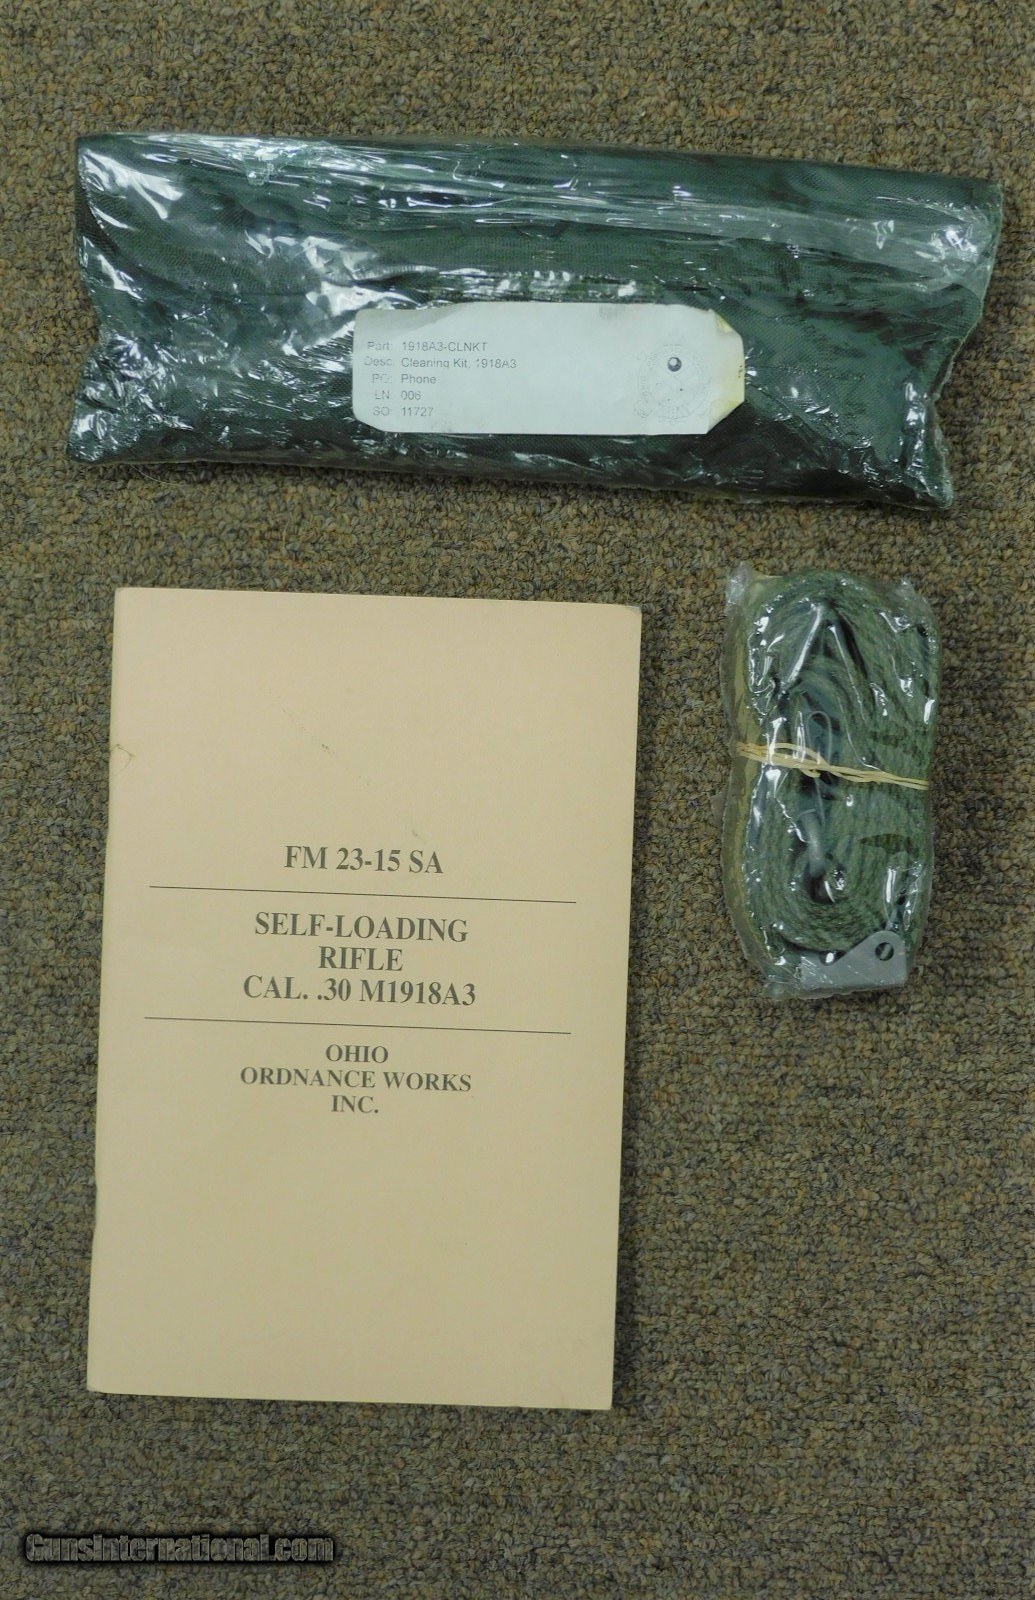 Part: 1918A3-CLNKT
Desc: Cleaning Kit, 1918A3
PO: Phone
LN: 006
SO: 11727
FM 23-15 SA
SELF-LOADING
RIFLE
CAL. .30 M1918A3
OHIO
ORDNANCE WORKS
INC.
GunsInternational.com